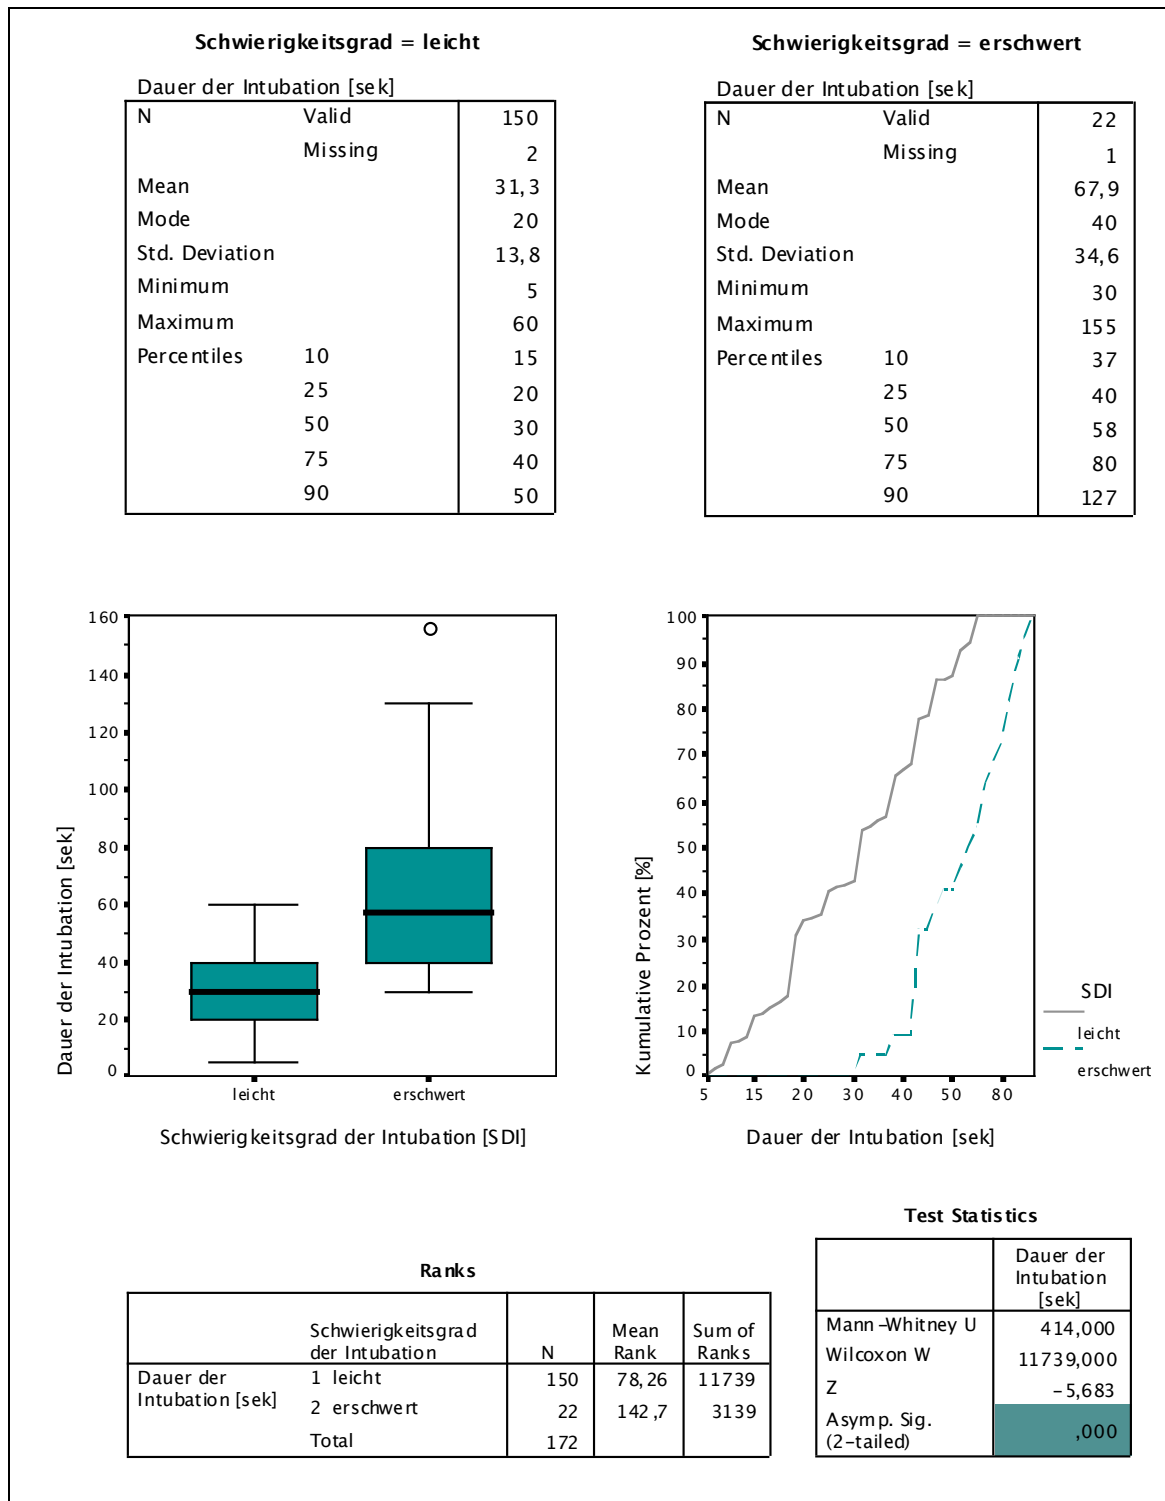 Schwierigkeitsgrad = leicht
Dauer der Intubation [sek]
N Valid 150
Missing 2
Mean 31,3
Mode 20
Std. Deviation 13,8
Minimum 5
Maximum 60
Percentiles 10 15
25 20
50 30
75 40
90 50
Schwierigkeitsgrad = erschwert
Dauer der Intubation [sek]
N Valid 22
Missing 1
Mean 67,9
Mode 40
Std. Deviation 34,6
Minimum 30
Maximum 155
Percentiles 10 37
25 40
50 58
75 80
90 127
160
140
120
100
80
60
40
20
0
Dauer der Intubation [sek]
leicht erschwert
Schwierigkeitsgrad der Intubation [SDI]
100
90
80
70
60
50
40
30
20
10
0
Kumulative Prozent [%]
5 15 20 30 40 50 80
Dauer der Intubation [sek]
SDI
leicht
erschwert
Ranks
Schwierigkeitsgrad
der Intubation
N
Mean
Rank
Sum of
Ranks
Dauer der
Intubation [sek]
1 leicht 150 78,26 11739
2 erschwert 22 142,7 3139
Total 172
Test Statistics
Dauer der
Intubation
[sek]
Mann-Whitney U 414,000
Wilcoxon W 11739,000
Z -5,683
Asymp. Sig.
(2-tailed) ,000